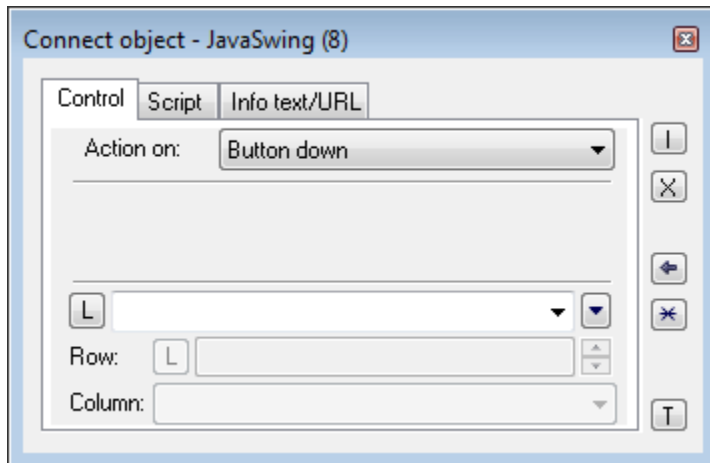 Connect object - JavaSwing (8)
Control Script Info text/URL
Action on: Button down
I
X
L
Row: L
Column:
T